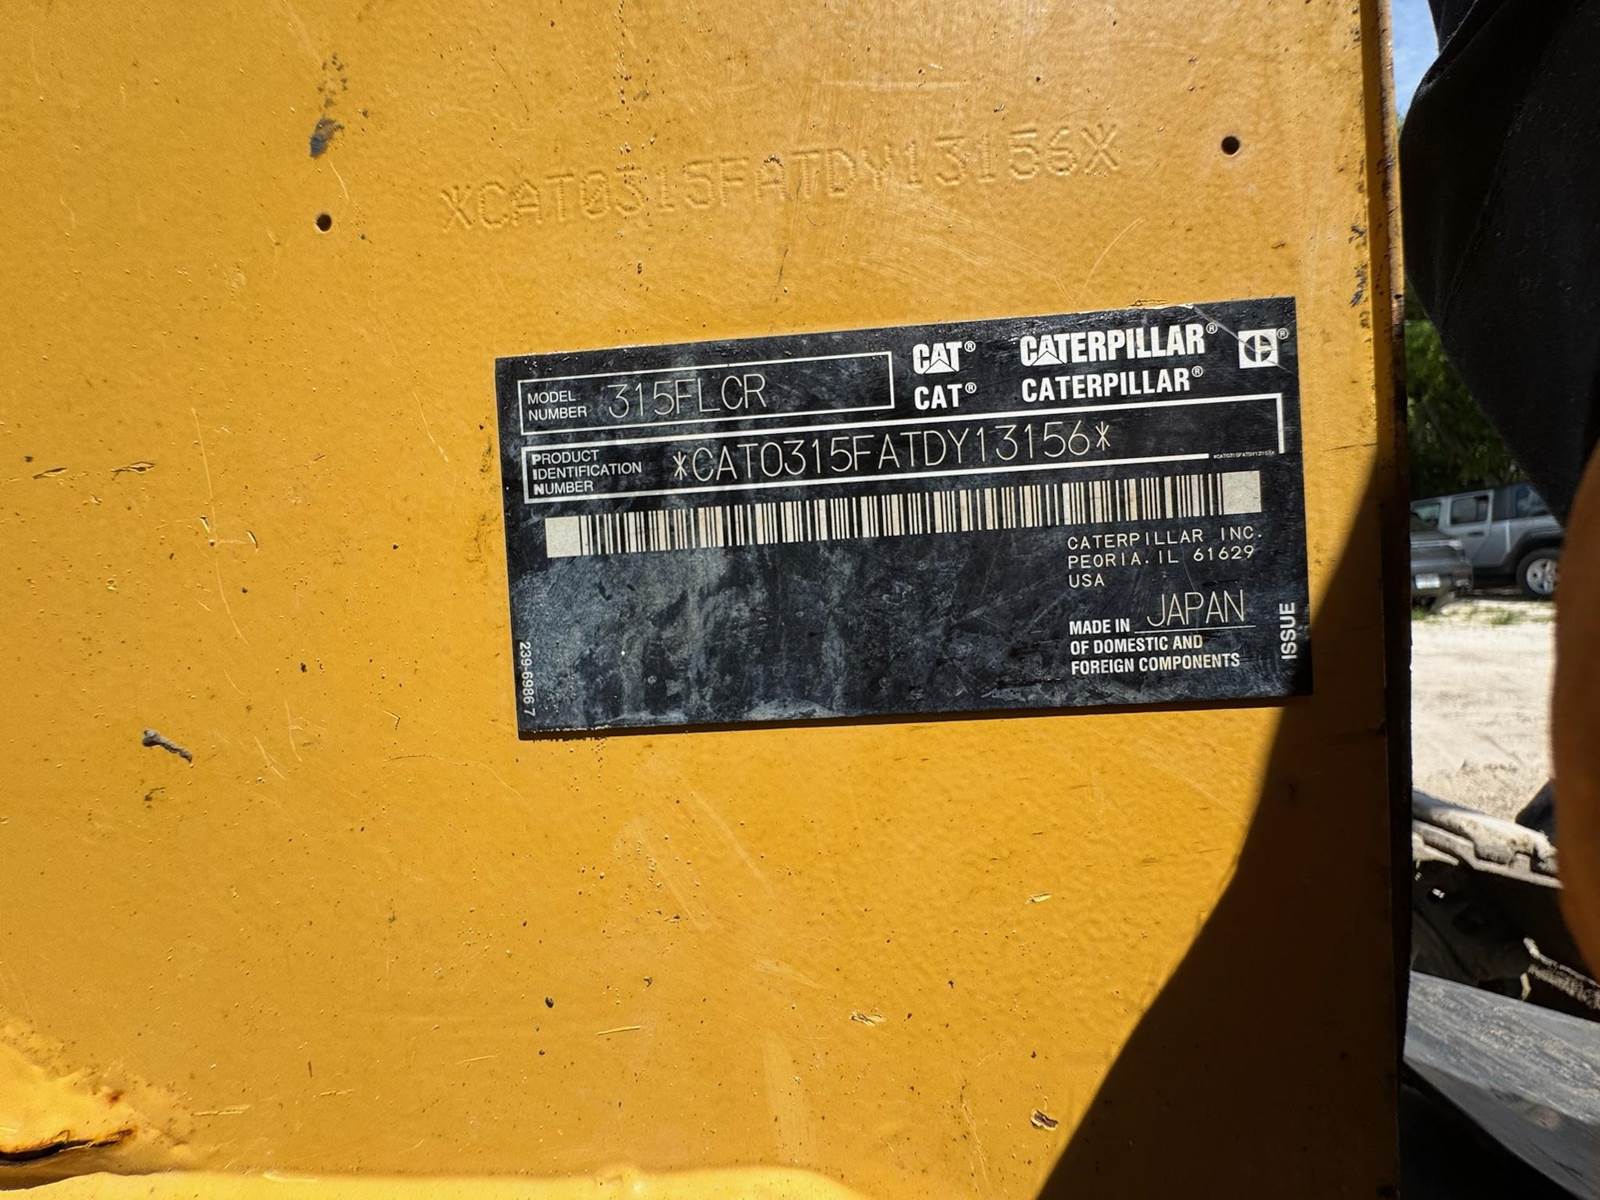 *CAT0315FATDY13156*
MODEL NUMBER 315FLCR
CAT® CATERPILLAR® ®
CAT® CATERPILLAR®
PRODUCT IDENTIFICATION NUMBER *CAT0315FATDY13156*
*CAT0315FATDY13156*
CATERPILLAR INC.
PEORIA, IL 61629
USA
MADE IN JAPAN
OF DOMESTIC AND
FOREIGN COMPONENTS
ISSUE
239-6986 7